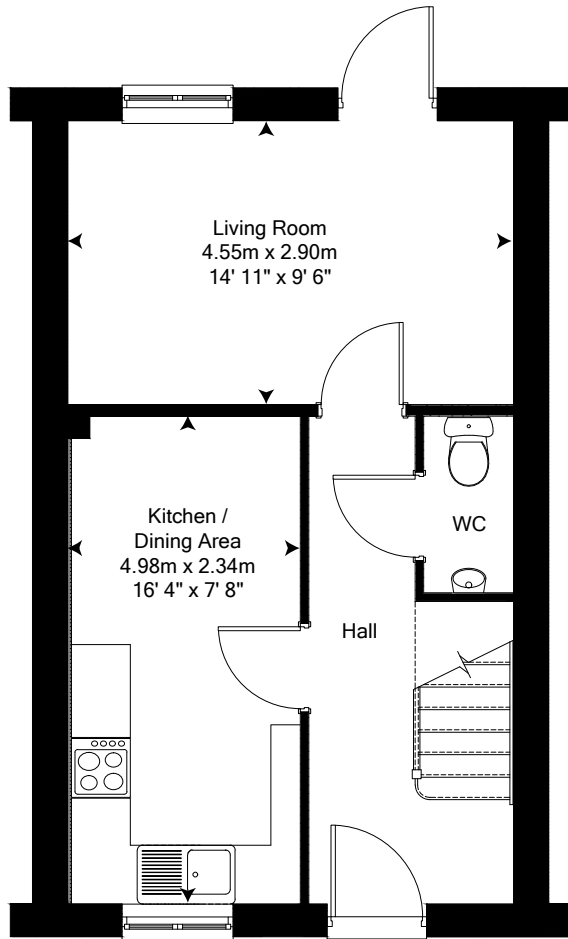 Living Room
4.55m x 2.90m
14' 11" x 9' 6"
Kitchen /
Dining Area
4.98m x 2.34m
16' 4" x 7' 8"
WC
Hall